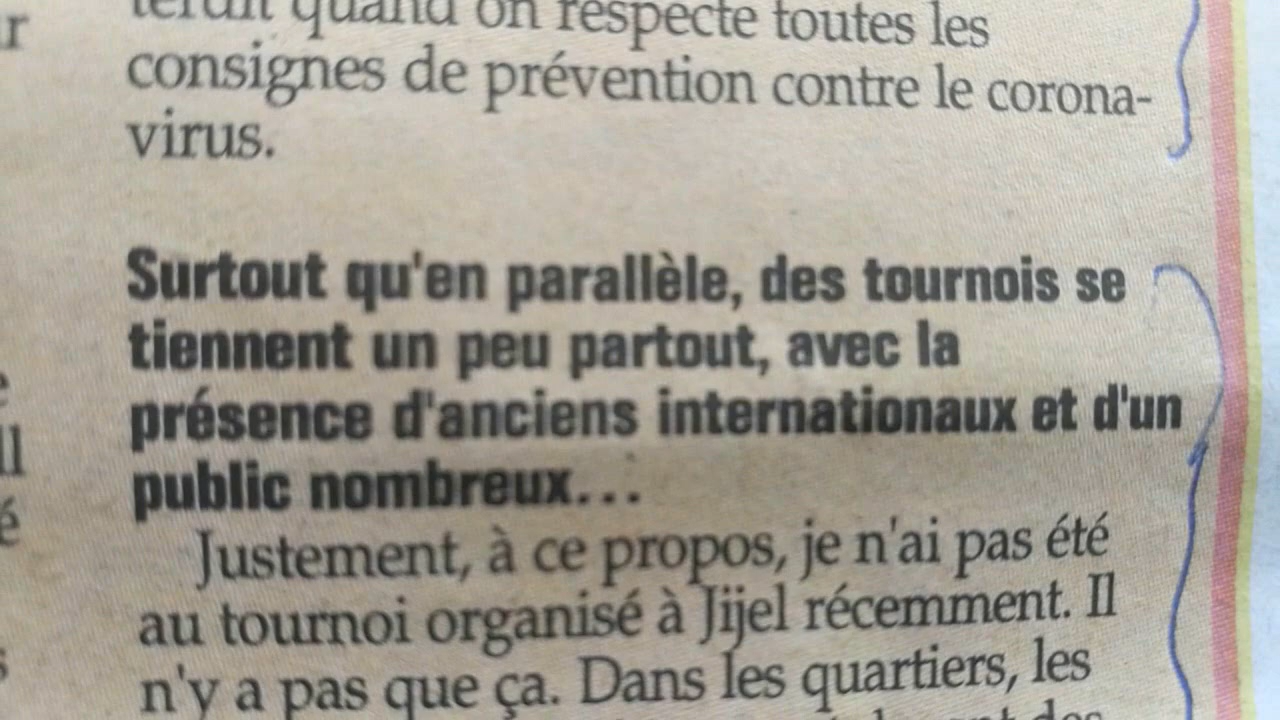 quand on respecte toutes les
consignes de prévention contre le corona-
virus.
Surtout qu'en parallèle, des tournois se
tiennent un peu partout, avec la
présence d'anciens internationaux et d'un
public nombreux...
Justement, à ce propos, je n'ai pas été
au tournoi organisé à Jijel récemment. Il
n'y a pas que ça. Dans les quartiers, les